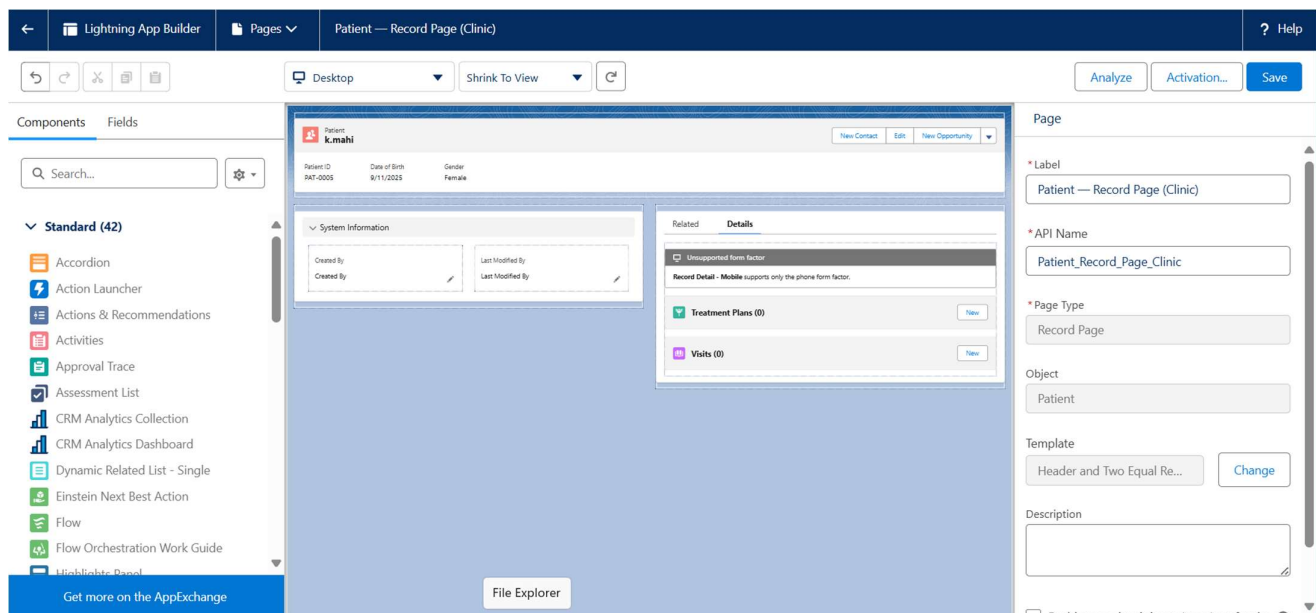 Lightning App Builder
Pages
Patient — Record Page (Clinic)
? Help
Desktop
Shrink To View
Analyze
Activation...
Save
Components
Fields
Search...
Standard (42)
Accordion
Action Launcher
Actions & Recommendations
Activities
Approval Trace
Assessment List
CRM Analytics Collection
CRM Analytics Dashboard
Dynamic Related List - Single
Einstein Next Best Action
Flow
Flow Orchestration Work Guide
Highlights Panel
Get more on the AppExchange
Patient
k.mahi
New Contact
Edit
New Opportunity
Patient ID
Date of Birth
Gender
PAT-0005
9/11/2025
Female
System Information
Created By
Last Modified By
Created By
Last Modified By
Related
Details
Unsupported form factor
Record Detail - Mobile supports only the phone form factor.
Treatment Plans (0)
New
Visits (0)
New
File Explorer
Page
*Label
Patient — Record Page (Clinic)
*API Name
Patient_Record_Page_Clinic
*Page Type
Record Page
Object
Patient
Template
Header and Two Equal Re...
Change
Description